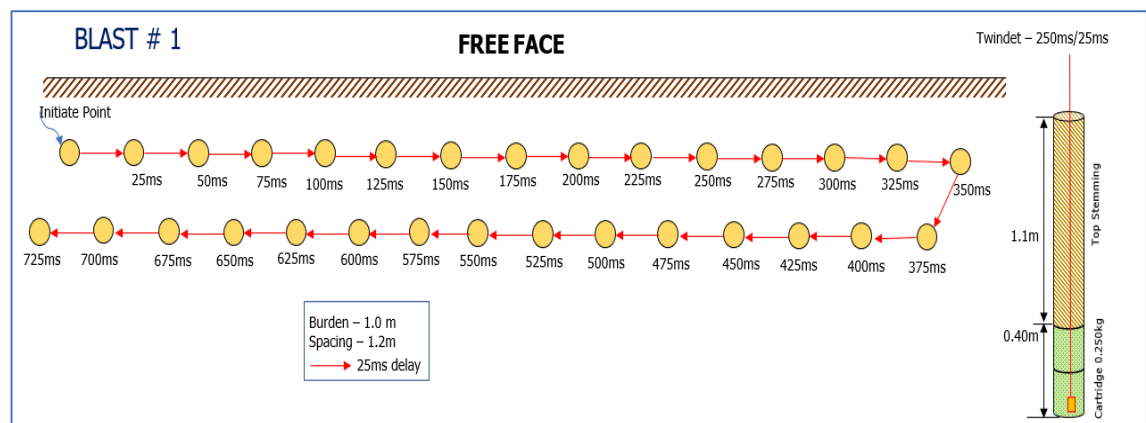 BLAST # 1
FREE FACE
Twindet – 250ms/25ms
Initiate Point
25ms
50ms
75ms
100ms
125ms
150ms
175ms
200ms
225ms
250ms
275ms
300ms
325ms
350ms
725ms
700ms
675ms
650ms
625ms
600ms
575ms
550ms
525ms
500ms
475ms
450ms
425ms
400ms
375ms
Burden – 1.0 m
Spacing – 1.2m
25ms delay
1.1m
Top Stemming
0.40m
Cartridge 0.250kg